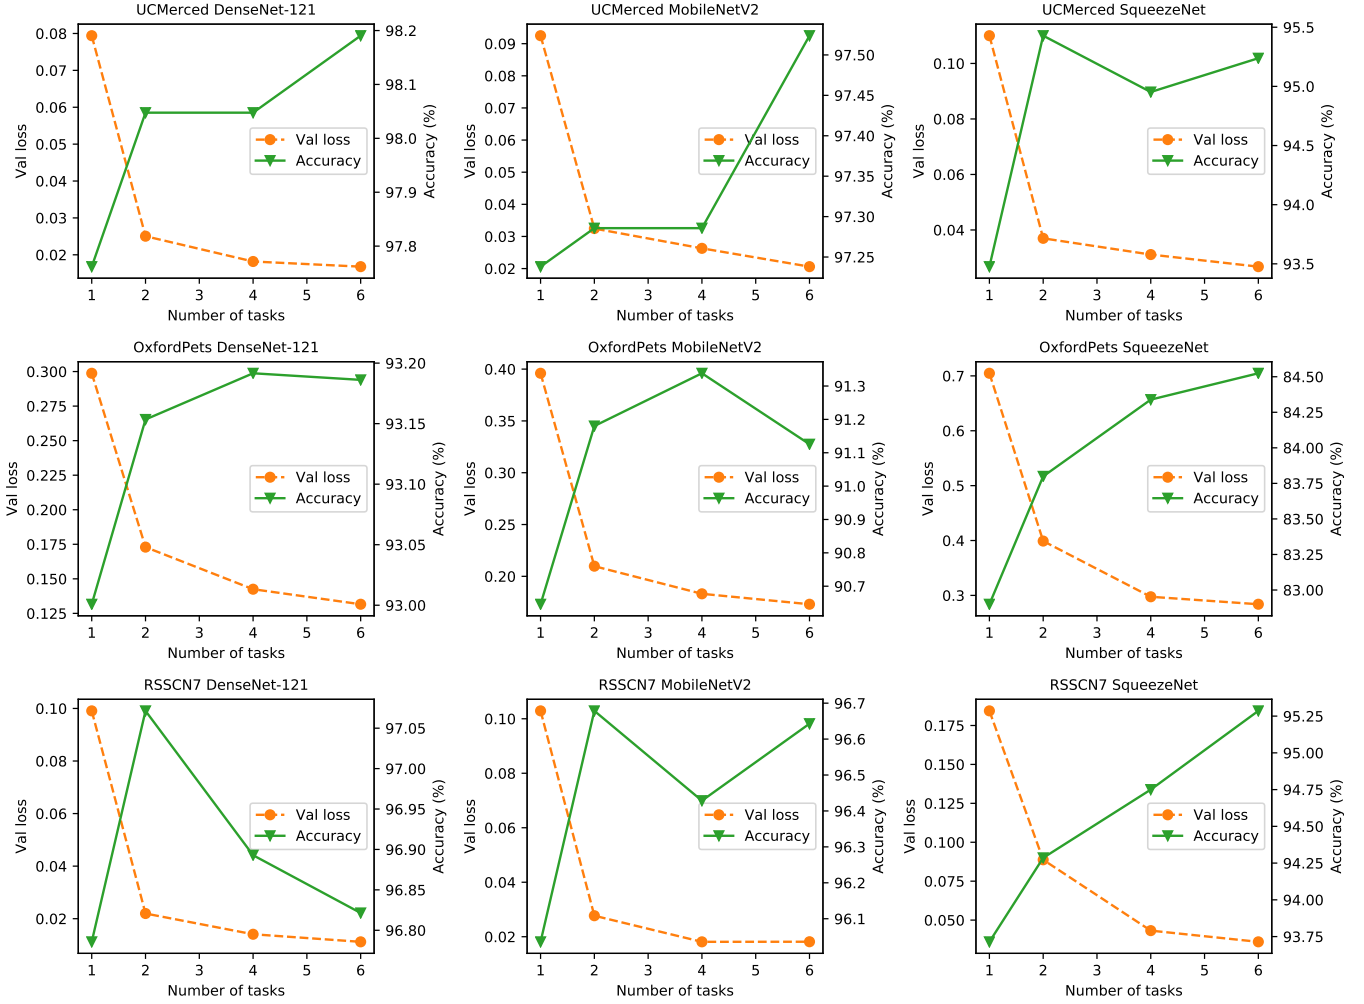 UCMerced DenseNet-121
0.08
0.07
0.06
0.05
0.04
0.03
0.02
Val loss
98.2
98.1
98.0
97.9
97.8
Accuracy (%)
Val loss
Accuracy
1 2 3 4 5 6
Number of tasks
UCMerced MobileNetV2
0.09
0.08
0.07
0.06
0.05
0.04
0.03
0.02
Val loss
97.50
97.45
97.40
97.35
97.30
97.25
Accuracy (%)
Val loss
Accuracy
1 2 3 4 5 6
Number of tasks
UCMerced SqueezeNet
0.10
0.08
0.06
0.04
Val loss
95.5
95.0
94.5
94.0
93.5
Accuracy (%)
Val loss
Accuracy
1 2 3 4 5 6
Number of tasks
OxfordPets DenseNet-121
0.300
0.275
0.250
0.225
0.200
0.175
0.150
0.125
Val loss
93.20
93.15
93.10
93.05
93.00
Accuracy (%)
Val loss
Accuracy
1 2 3 4 5 6
Number of tasks
OxfordPets MobileNetV2
0.40
0.35
0.30
0.25
0.20
Val loss
91.3
91.2
91.1
91.0
90.9
90.8
90.7
Accuracy (%)
Val loss
Accuracy
1 2 3 4 5 6
Number of tasks
OxfordPets SqueezeNet
0.7
0.6
0.5
0.4
0.3
Val loss
84.50
84.25
84.00
83.75
83.50
83.25
83.00
Accuracy (%)
Val loss
Accuracy
1 2 3 4 5 6
Number of tasks
RSSCN7 DenseNet-121
0.10
0.08
0.06
0.04
0.02
Val loss
97.05
97.00
96.95
96.90
96.85
96.80
Accuracy (%)
Val loss
Accuracy
1 2 3 4 5 6
Number of tasks
RSSCN7 MobileNetV2
0.10
0.08
0.06
0.04
0.02
Val loss
96.7
96.6
96.5
96.4
96.3
96.2
96.1
Accuracy (%)
Val loss
Accuracy
1 2 3 4 5 6
Number of tasks
RSSCN7 SqueezeNet
0.175
0.150
0.125
0.100
0.075
0.050
Val loss
95.25
95.00
94.75
94.50
94.25
94.00
93.75
Accuracy (%)
Val loss
Accuracy
1 2 3 4 5 6
Number of tasks